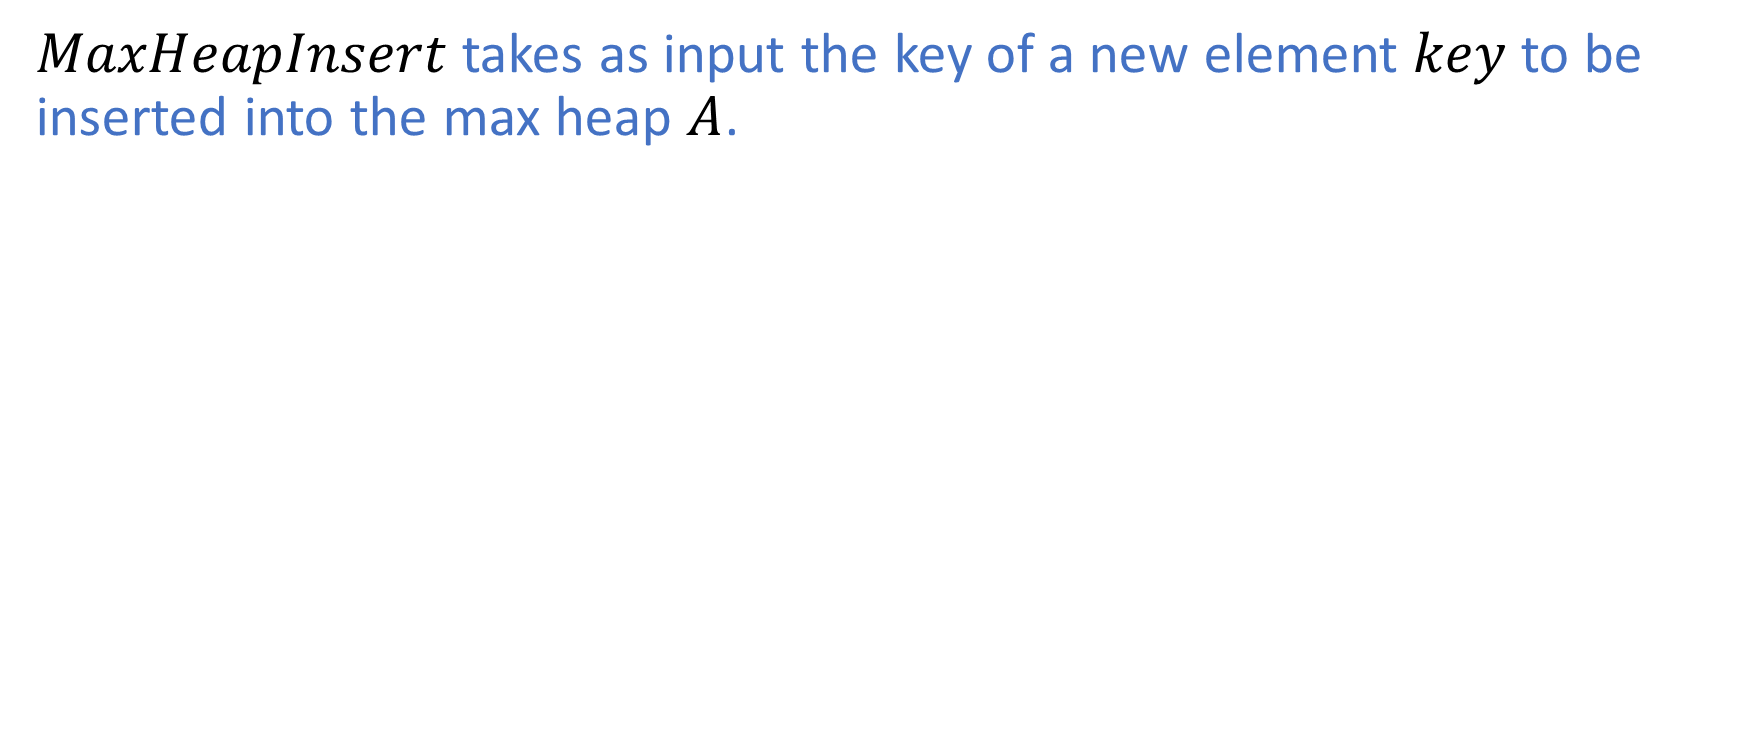 MaxHeapInsert takes as input the key of a new element key to be
inserted into the max heap A.